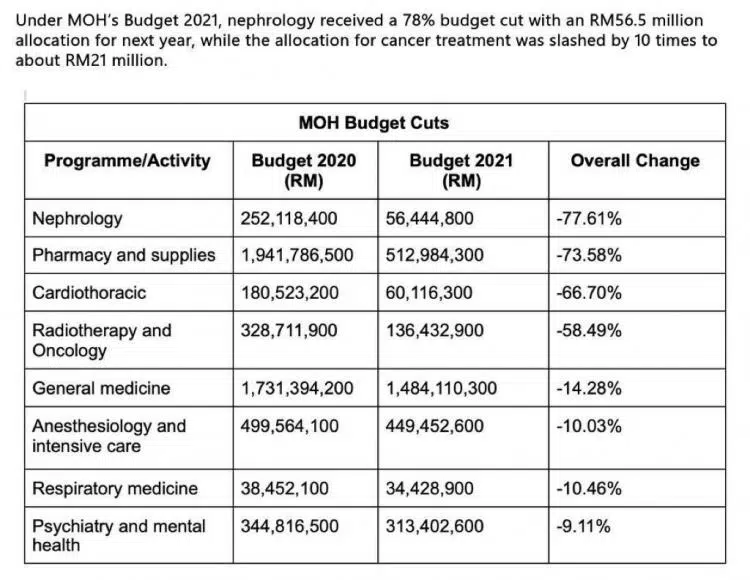 Under MOH's Budget 2021, nephrology received a 78% budget cut with an RM56.5 million
allocation for next year, while the allocation for cancer treatment was slashed by 10 times to
about RM21 million.
MOH Budget Cuts
Programme/Activity Budget 2020 (RM) Budget 2021 (RM) Overall Change
Nephrology 252,118,400 56,444,800 -77.61%
Pharmacy and supplies 1,941,786,500 512,984,300 -73.58%
Cardiothoracic 180,523,200 60,116,300 -66.70%
Radiotherapy and Oncology 328,711,900 136,432,900 -58.49%
General medicine 1,731,394,200 1,484,110,300 -14.28%
Anesthesiology and intensive care 499,564,100 449,452,600 -10.03%
Respiratory medicine 38,452,100 34,428,900 -10.46%
Psychiatry and mental health 344,816,500 313,402,600 -9.11%